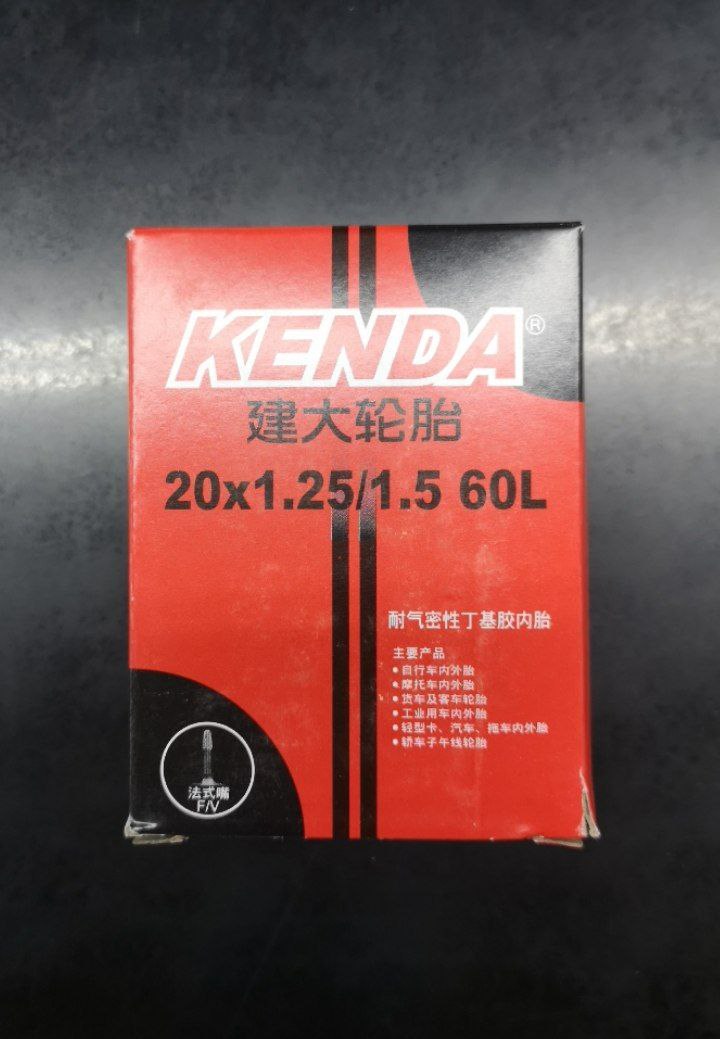 KENDA®
建大轮胎
20x1.25/1.5 60L
耐气密性丁基胶内胎
主要产品
•自行车内外胎
•摩托车内外胎
•货车及客车轮胎
•工业用车内外胎
•轻型卡、汽车、拖车内外胎
•轿车子午线轮胎
法式嘴
F/V